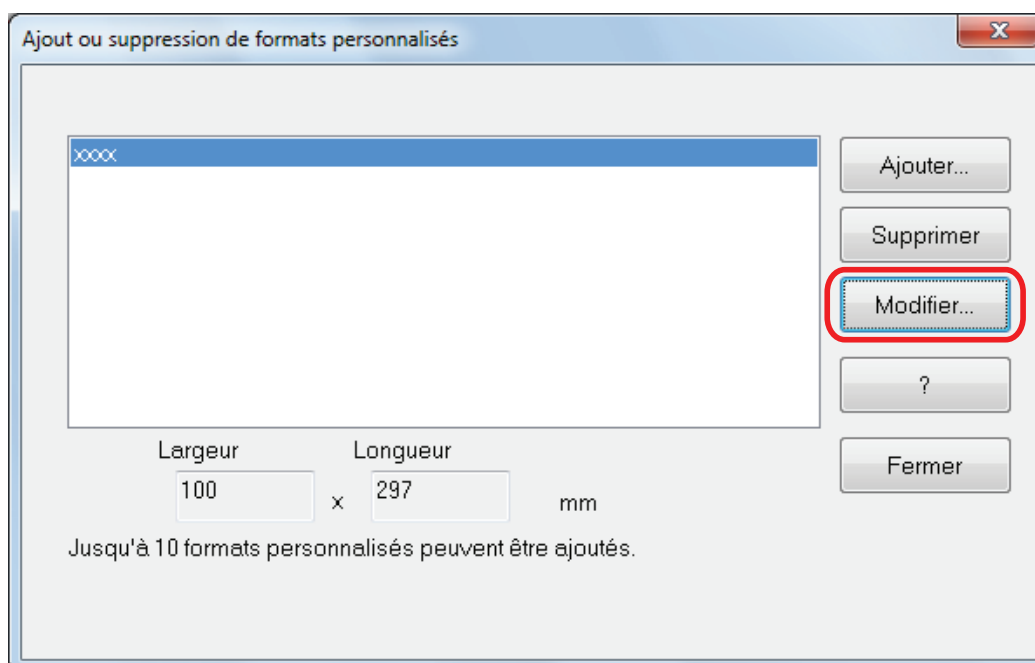 Ajout ou suppression de formats personnalisés
x
xxxx
Ajouter...
Supprimer
Modifier...
?
Fermer
Largeur
Longueur
100 x 297 mm
Jusqu'à 10 formats personnalisés peuvent être ajoutés.